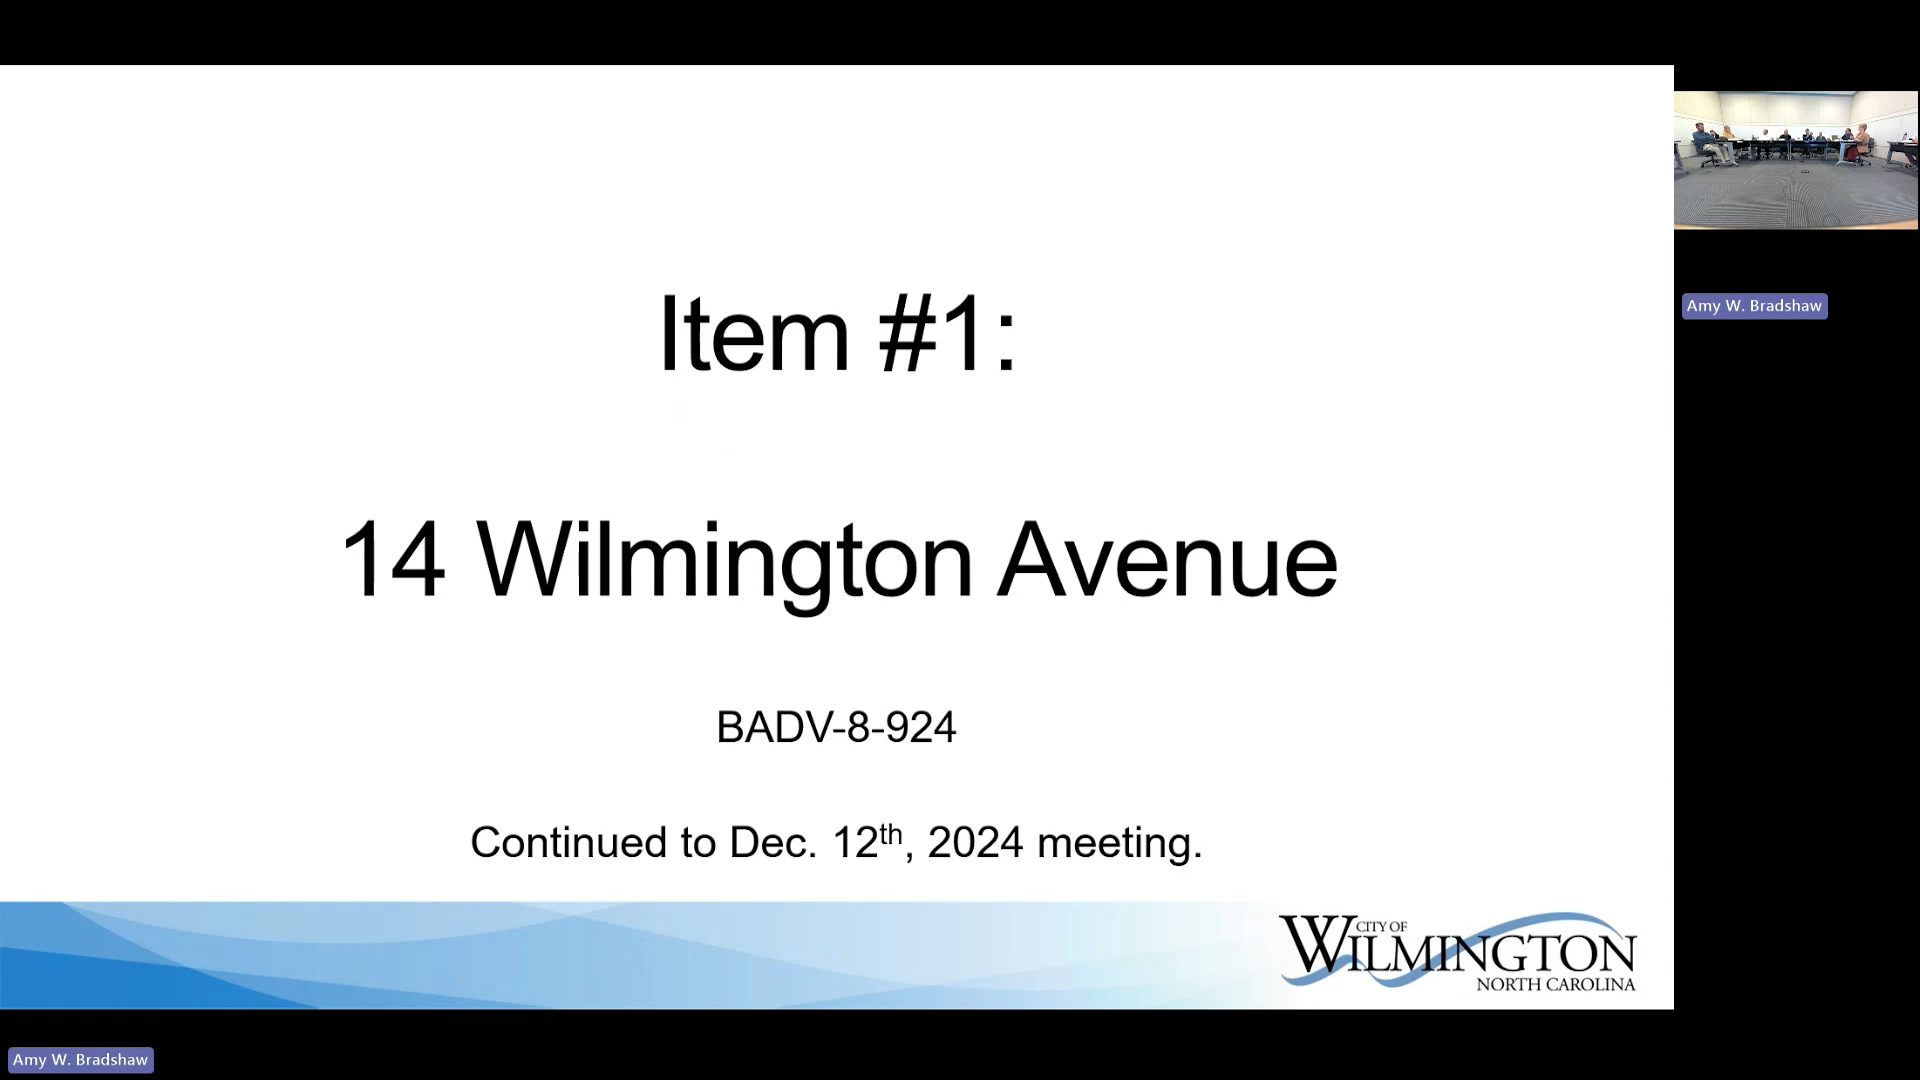 Item #1:
14 Wilmington Avenue
BADV-8-924
Continued to Dec. 12th, 2024 meeting.
CITY OF
WILMINGTON
NORTH CAROLINA
Amy W. Bradshaw
Amy W. Bradshaw